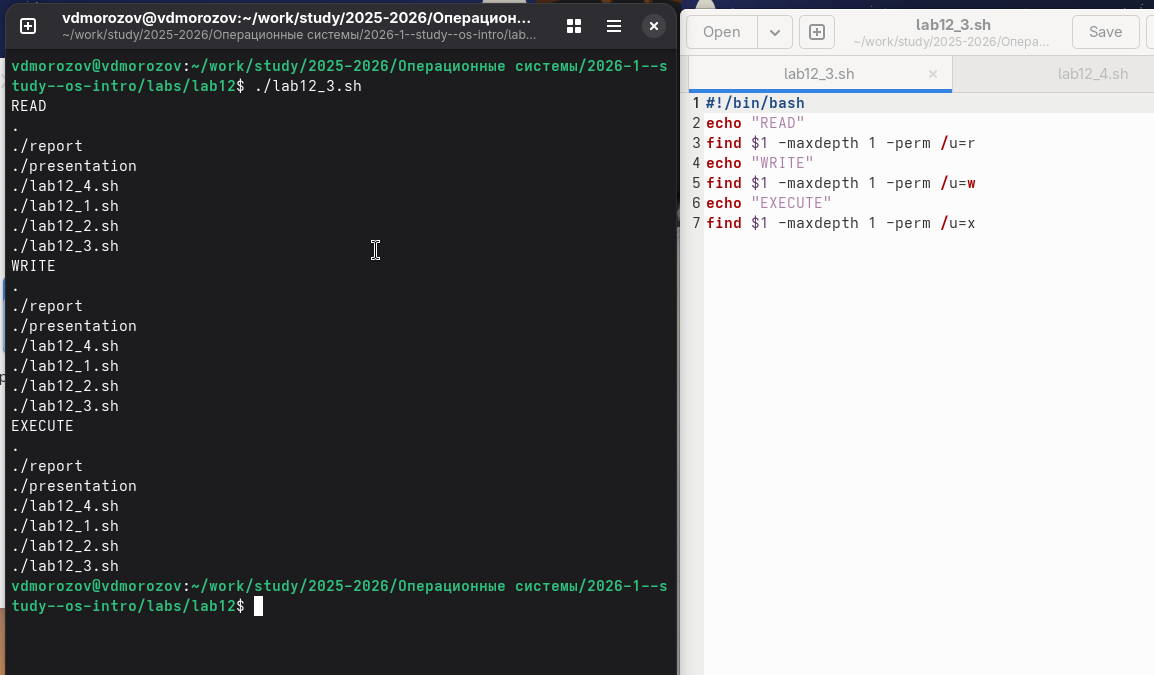 vdmorozov@vdmorozov:~/work/study/2025-2026/Операцион...
~/work/study/2025-2026/Операционные системы/2026-1--study--os-intro/lab...
vdmorozov@vdmorozov:~/work/study/2025-2026/Операционные системы/2026-1--s
tudy--os-intro/labs/lab12$ ./lab12_3.sh
READ
.
./report
./presentation
./lab12_4.sh
./lab12_1.sh
./lab12_2.sh
./lab12_3.sh
WRITE
.
./report
./presentation
./lab12_4.sh
./lab12_1.sh
./lab12_2.sh
./lab12_3.sh
EXECUTE
.
./report
./presentation
./lab12_4.sh
./lab12_1.sh
./lab12_2.sh
./lab12_3.sh
vdmorozov@vdmorozov:~/work/study/2025-2026/Операционные системы/2026-1--s
tudy--os-intro/labs/lab12$
Open
lab12_3.sh
~/work/study/2025-2026/Опера...
Save
lab12_3.sh
lab12_4.sh
1 #!/bin/bash
2 echo "READ"
3 find $1 -maxdepth 1 -perm /u=r
4 echo "WRITE"
5 find $1 -maxdepth 1 -perm /u=w
6 echo "EXECUTE"
7 find $1 -maxdepth 1 -perm /u=x